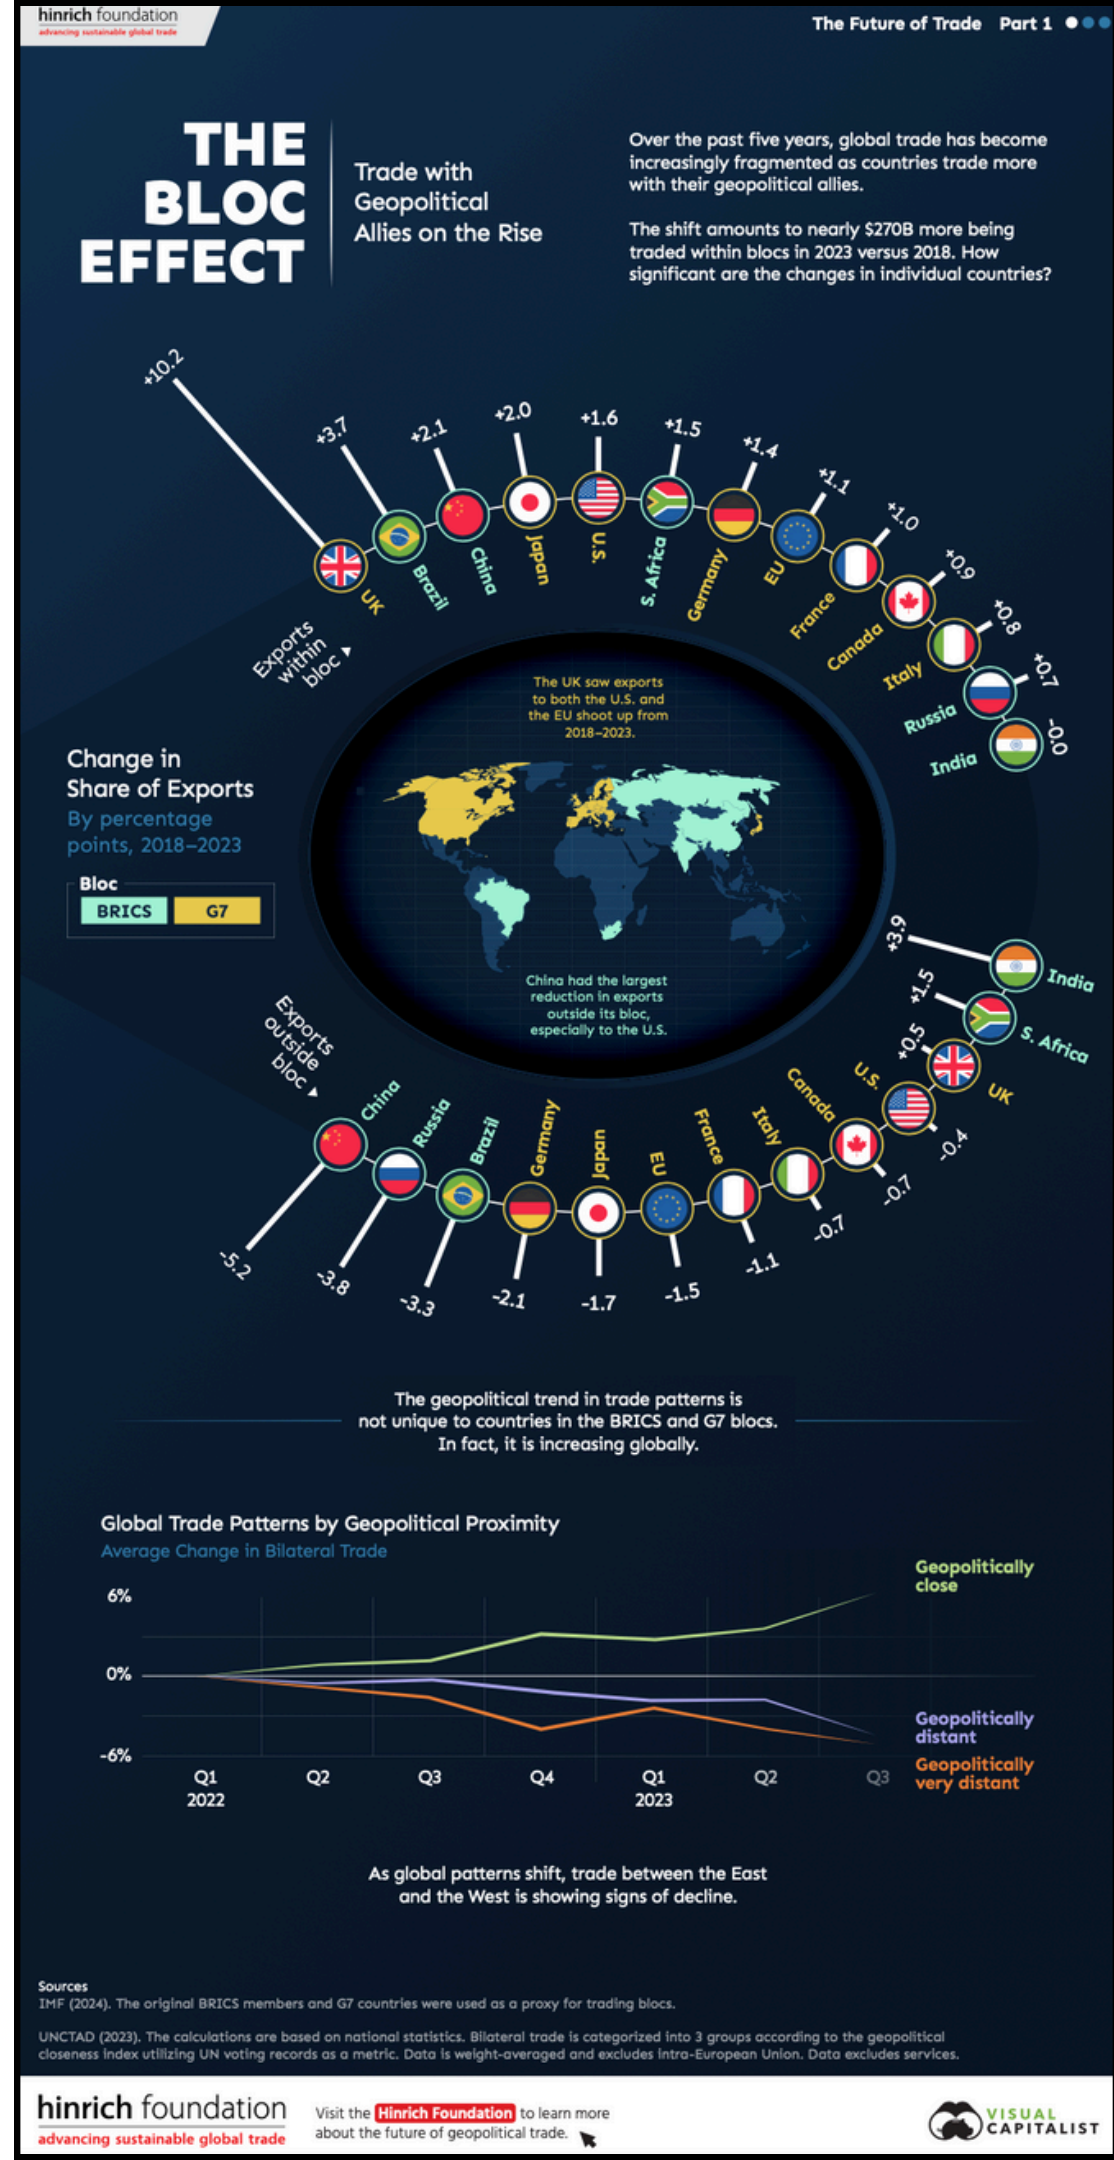 hinrich foundation
advancing sustainable global trade
The Future of Trade Part 1
THE
BLOC
EFFECT
Trade with
Geopolitical
Allies on the Rise
Over the past five years, global trade has become
increasingly fragmented as countries trade more
with their geopolitical allies.
The shift amounts to nearly $270B more being
traded within blocs in 2023 versus 2018. How
significant are the changes in individual countries?
+10.2
+3.7
+2.1
+2.0
+1.6
+1.5
+1.4
+1.1
+1.0
+0.9
+0.8
+0.7
-0.0
UK
Brazil
China
Japan
U.S.
S. Africa
Germany
EU
France
Canada
Italy
Russia
India
Exports
within
bloc ▲
The UK saw exports
to both the U.S. and
the EU shoot up from
2018–2023.
Change in
Share of Exports
By percentage
points, 2018–2023
Bloc
BRICS
G7
China had the largest
reduction in exports
outside its bloc,
especially to the U.S.
Exports
outside
bloc ▲
China
Russia
Brazil
Germany
Japan
EU
France
Italy
Canada
U.S.
UK
S. Africa
India
-5.2
-3.8
-3.3
-2.1
-1.7
-1.5
-1.1
-0.7
-0.7
-0.4
+0.5
+1.5
+3.9
The geopolitical trend in trade patterns is
not unique to countries in the BRICS and G7 blocs.
In fact, it is increasing globally.
Global Trade Patterns by Geopolitical Proximity
Average Change in Bilateral Trade
6%
0%
-6%
Geopolitically
close
Geopolitically
distant
Geopolitically
very distant
Q1 Q2 Q3 Q4 Q1 Q2 Q3
2022 2023
As global patterns shift, trade between the East
and the West is showing signs of decline.
Sources
IMF (2024). The original BRICS members and G7 countries were used as a proxy for trading blocs.
UNCTAD (2023). The calculations are based on national statistics. Bilateral trade is categorized into 3 groups according to the geopolitical
closeness index utilizing UN voting records as a metric. Data is weight-averaged and excludes intra-European Union. Data excludes services.
hinrich foundation
advancing sustainable global trade
Visit the Hinrich Foundation to learn more
about the future of geopolitical trade.
VISUAL
CAPITALIST